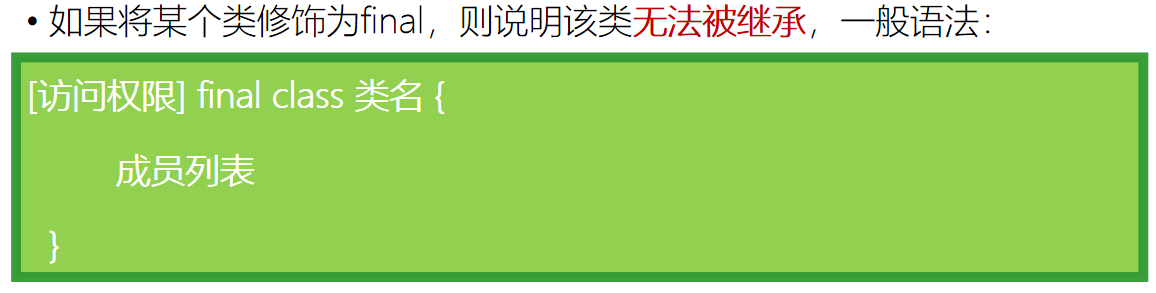 • 如果将某个类修饰为final，则说明该类无法被继承，一般语法：
[访问权限] final class 类名 {
成员列表
}